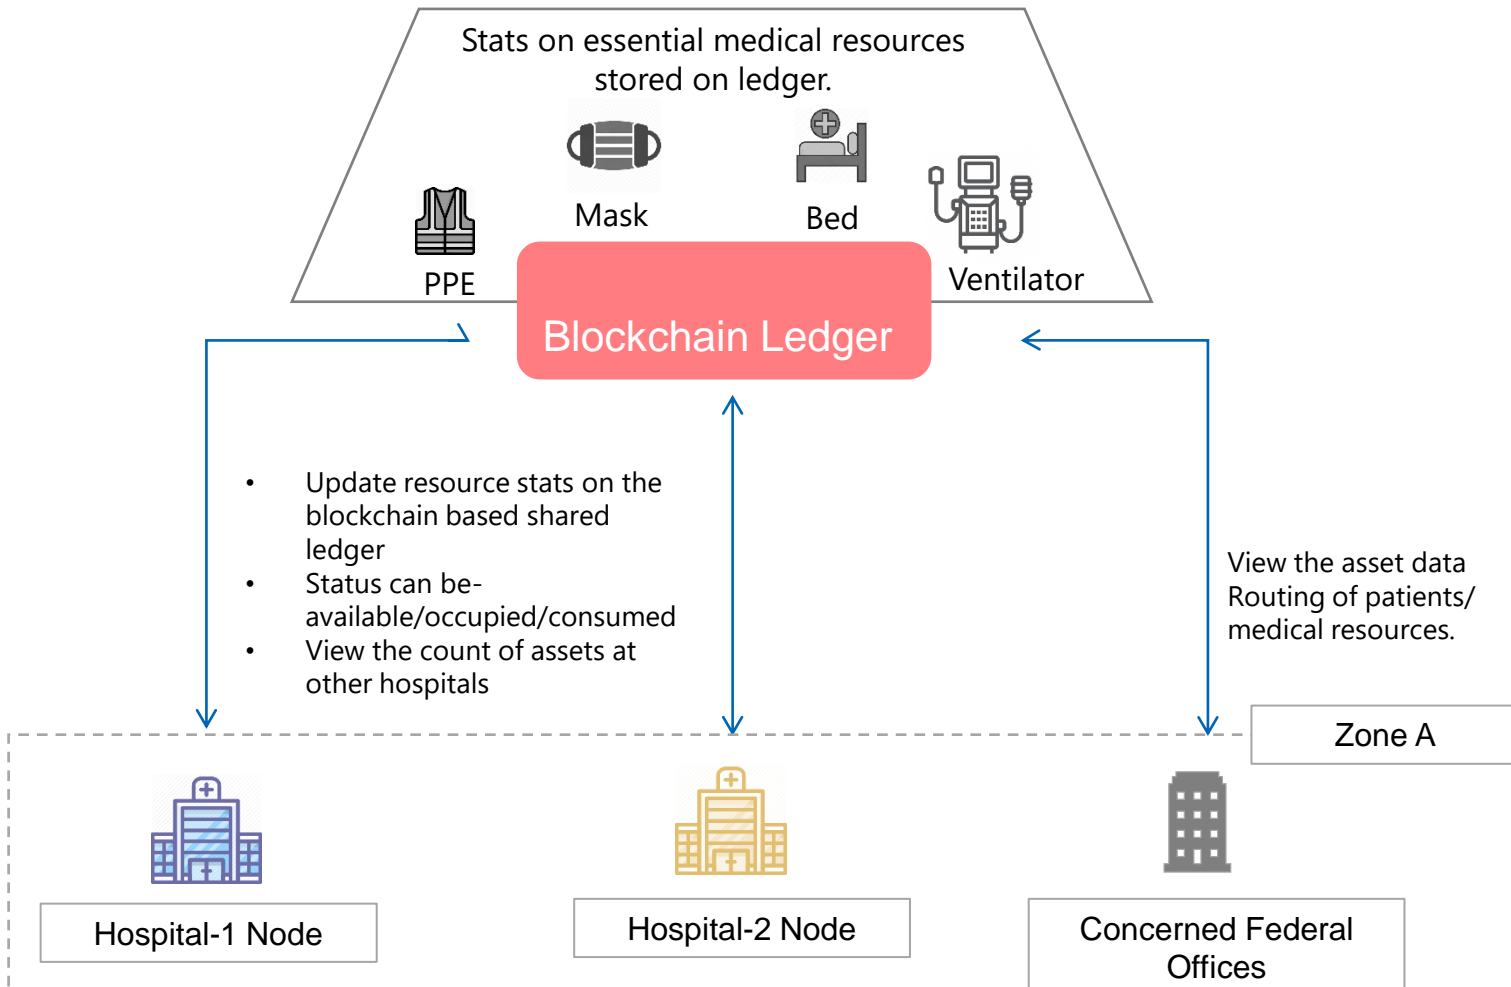 Stats on essential medical resources
stored on ledger.
Mask
Bed
PPE
Ventilator
Blockchain Ledger
• Update resource stats on the
blockchain based shared
ledger
• Status can be-
available/occupied/consumed
• View the count of assets at
other hospitals
View the asset data
Routing of patients/
medical resources.
Zone A
Hospital-1 Node
Hospital-2 Node
Concerned Federal
Offices